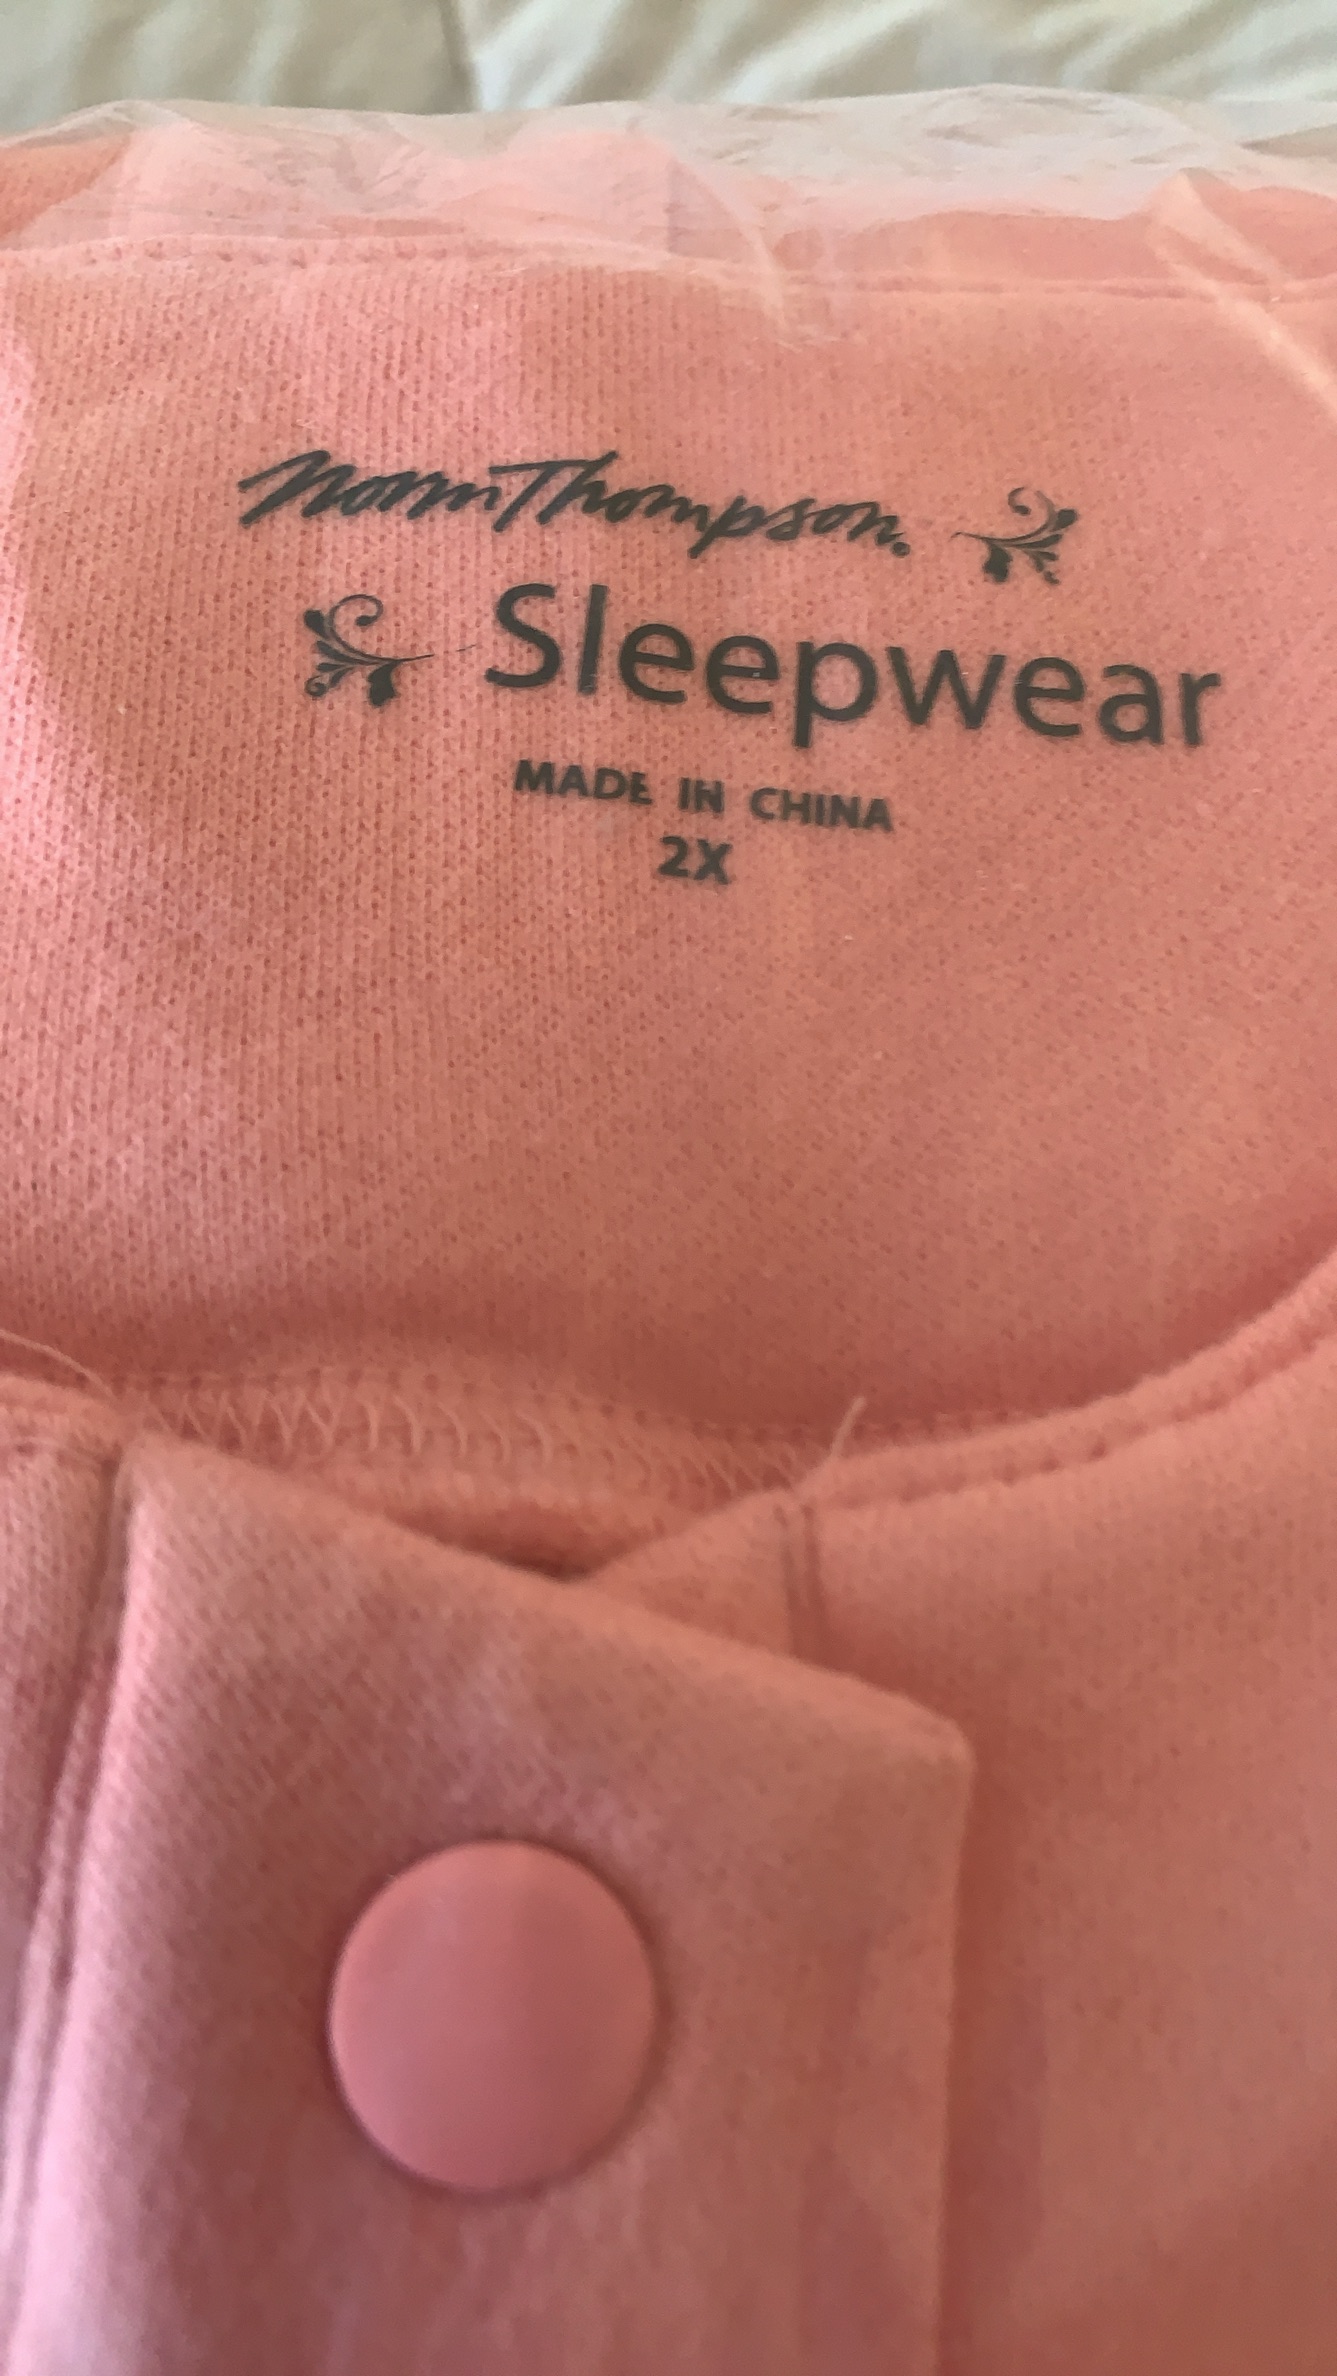 Norm Thompson.
Sleepwear
MADE IN CHINA
2X